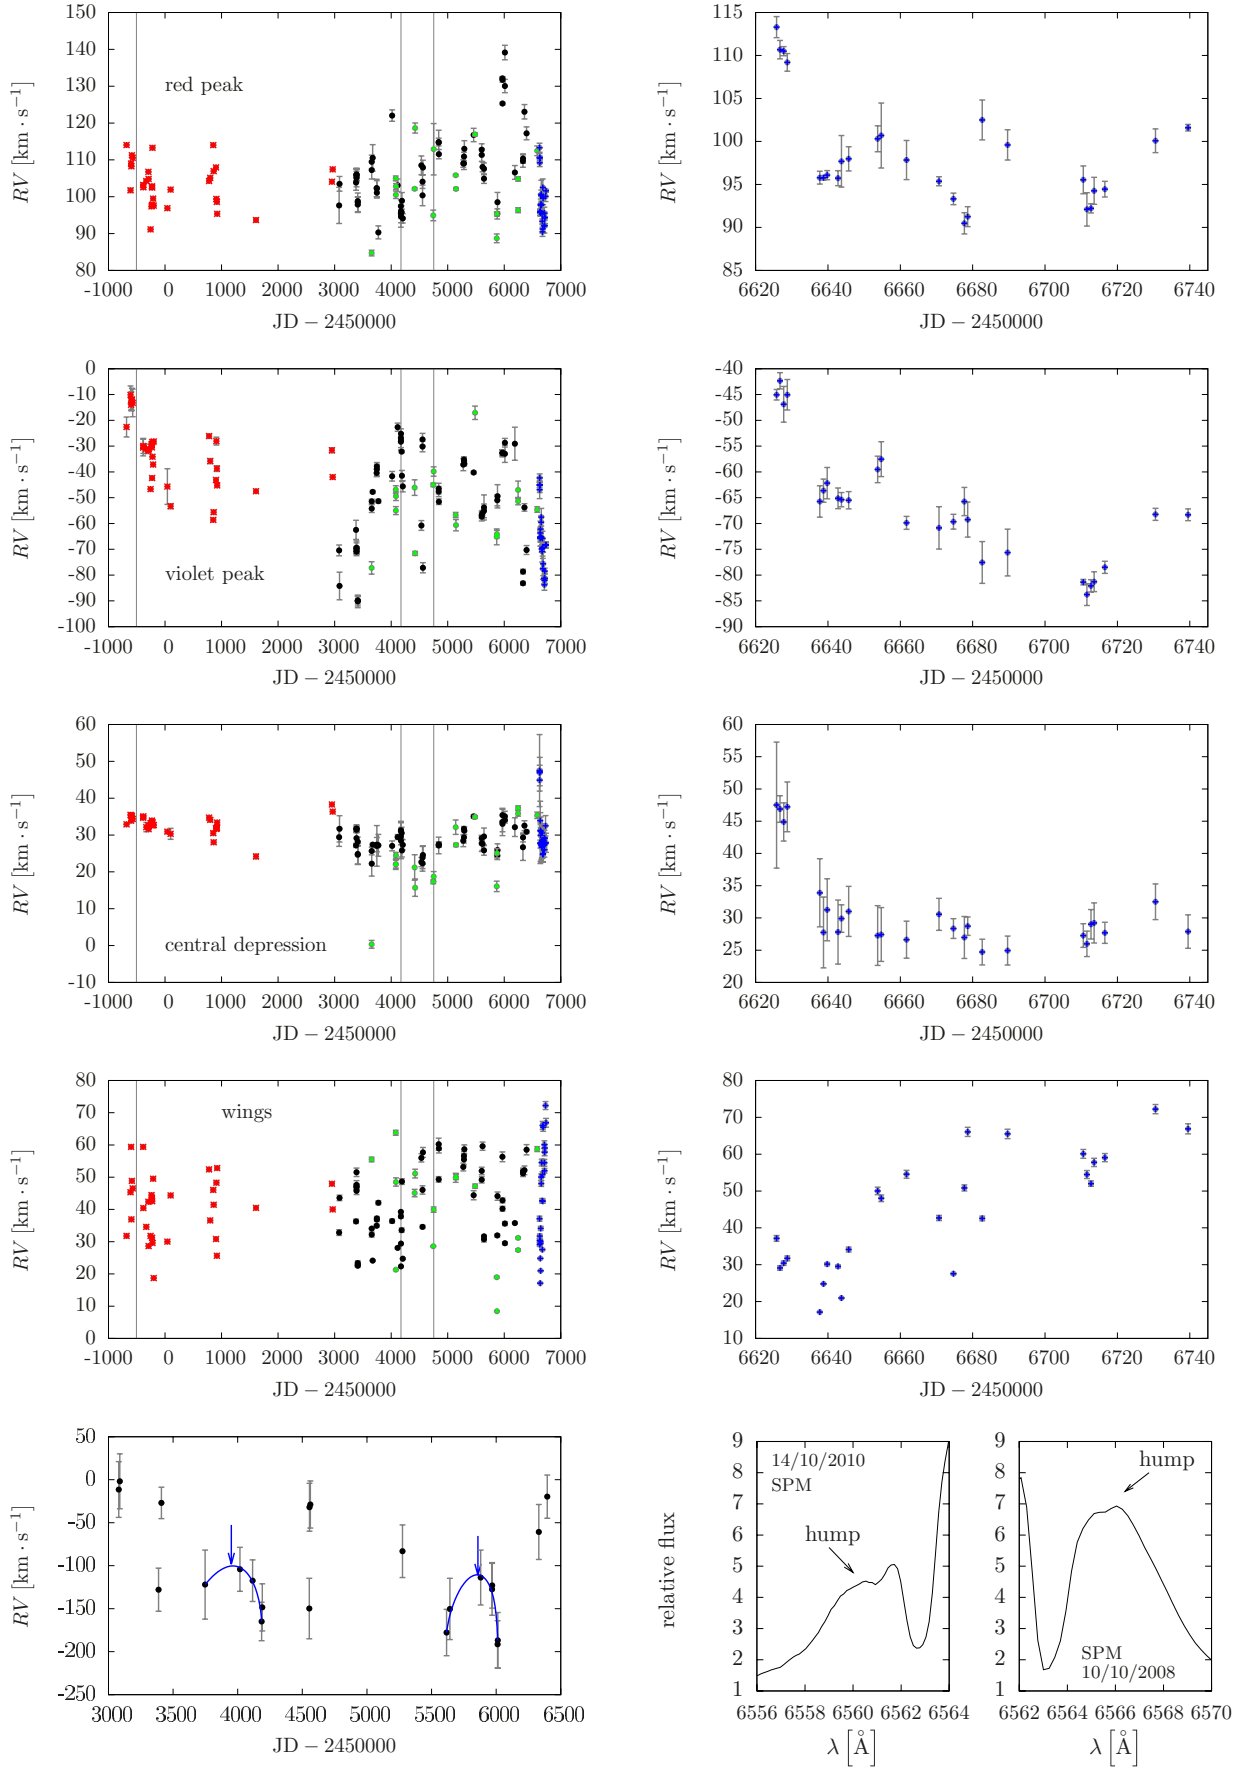 150
140
130
120
110
100
90
80
-1000 0 1000 2000 3000 4000 5000 6000 7000
RV [km · s⁻¹]
red peak
JD − 2450000
115
110
105
100
95
90
85
6620 6640 6660 6680 6700 6720 6740
RV [km · s⁻¹]
JD − 2450000
0
-10
-20
-30
-40
-50
-60
-70
-80
-90
-100
-1000 0 1000 2000 3000 4000 5000 6000 7000
RV [km · s⁻¹]
violet peak
JD − 2450000
-40
-45
-50
-55
-60
-65
-70
-75
-80
-85
-90
6620 6640 6660 6680 6700 6720 6740
RV [km · s⁻¹]
JD − 2450000
60
50
40
30
20
10
0
-10
-1000 0 1000 2000 3000 4000 5000 6000 7000
RV [km · s⁻¹]
central depression
JD − 2450000
60
55
50
45
40
35
30
25
20
6620 6640 6660 6680 6700 6720 6740
RV [km · s⁻¹]
JD − 2450000
80
70
60
50
40
30
20
10
0
-1000 0 1000 2000 3000 4000 5000 6000 7000
RV [km · s⁻¹]
wings
JD − 2450000
80
70
60
50
40
30
20
10
6620 6640 6660 6680 6700 6720 6740
RV [km · s⁻¹]
JD − 2450000
50
0
-50
-100
-150
-200
-250
3000 3500 4000 4500 5000 5500 6000 6500
RV [km · s⁻¹]
JD − 2450000
9
8
7
6
5
4
3
2
1
6556 6558 6560 6562 6564
relative flux
14/10/2010
SPM
hump
λ [Å]
9
8
7
6
5
4
3
2
1
6562 6564 6566 6568 6570
hump
SPM
10/10/2008
λ [Å]